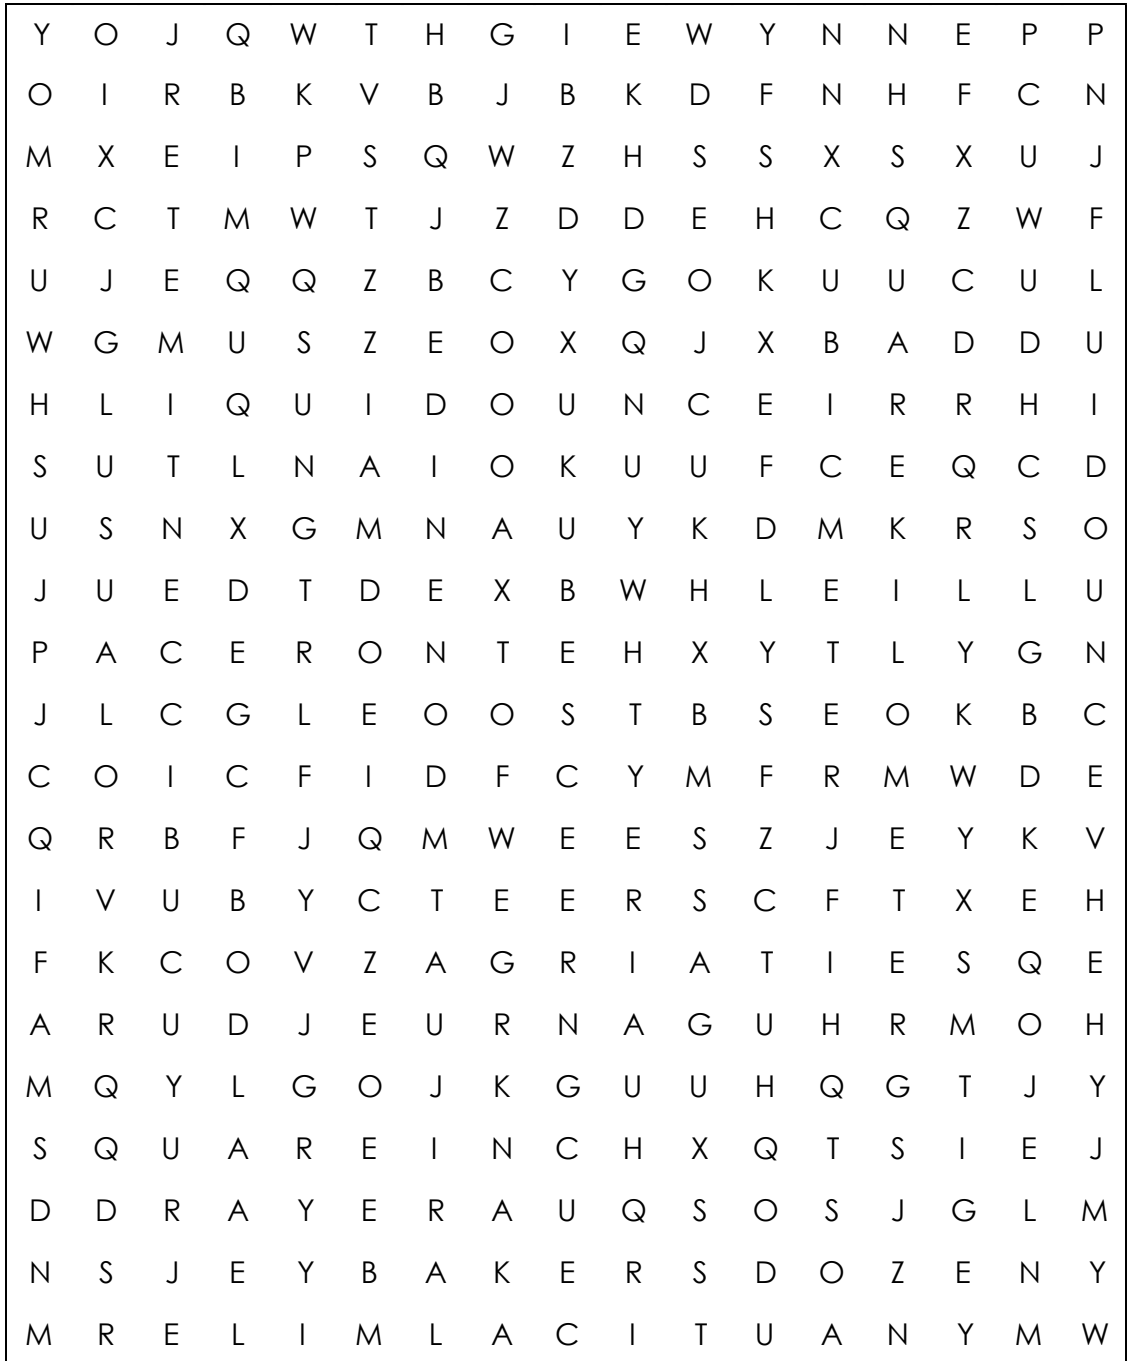 Y O J Q W T H G I E W Y N N E P P
O I R B K V B J B K D F N H F C N
M X E I P S Q W Z H S S X S X U J
R C T M W T J Z D D E H C Q Z W F
U J E Q Q Z B C Y G O K U U C U L
W G M U S Z E O X Q J X B A D D U
H L I Q U I D O U N C E I R R H I
S U T L N A I O K U U F C E Q C D
U S N X G M N A U Y K D M K R S O
J U E D T D E X B W H L E I L L U
P A C E R O N T E H X Y T L Y G N
J L C G L E O O S T B S E O K B C
C O I C F I D F C Y M F R M W D E
Q R B F J Q M W E E S Z J E Y K V
I V U B Y C T E E R S C F T X E H
F K C O V Z A G R I A T I E S Q E
A R U D J E U R N A G U H R M O H
M Q Y L G O J K G U U H Q G T J Y
S Q U A R E I N C H X Q T S I E J
D D R A Y E R A U Q S O S J G L M
N S J E Y B A K E R S D O Z E N Y
M R E L I M L A C I T U A N Y M W